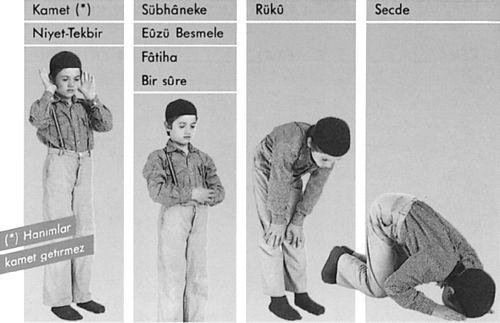 Kamet (*)
Niyet-Tekbir
Sübhâneke
Eûzü Besmele
Fâtiha
Bir sûre
Rükû
Secde
(*) Hanımlar
kamet getirmez